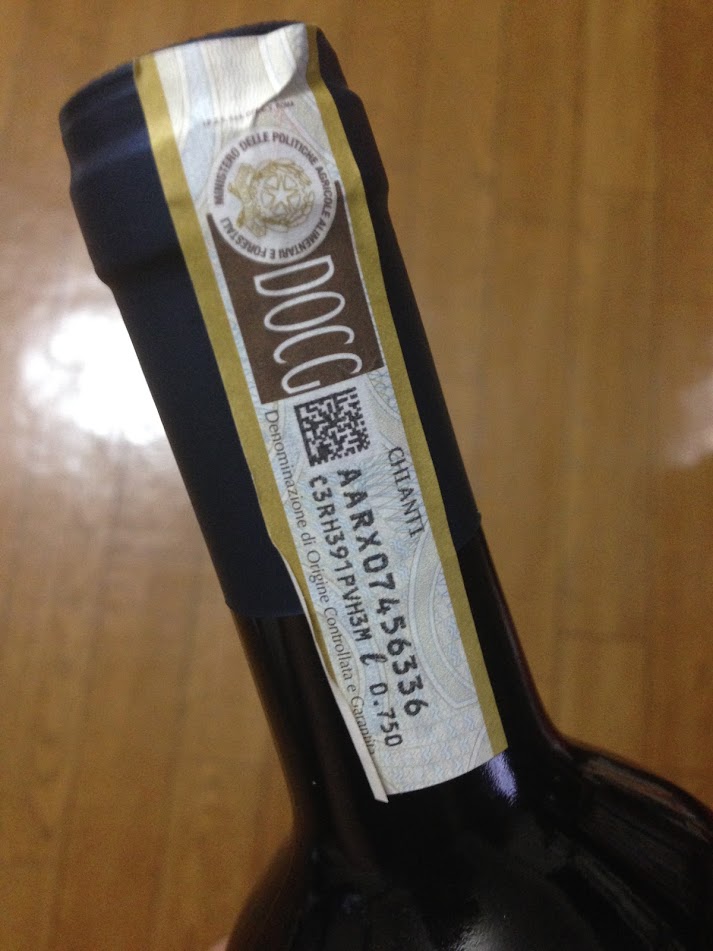 MINISTERO DELLE POLITICHE AGRICOLE ALIMENTARI E FORESTALI
DOCG
CHIANTI
AARX07456336
C3RH391PVH3M ℓ 0.750
Denominazione di Origine Controllata e Garantita